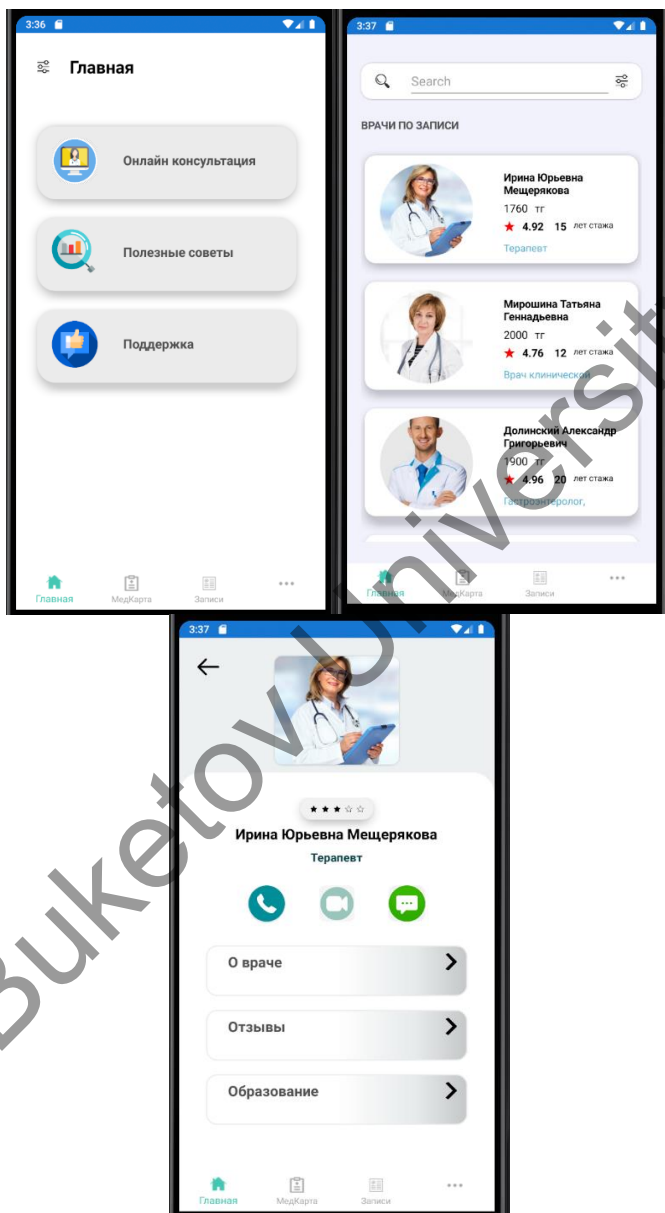 3:36
Главная
Онлайн консультация
Полезные советы
Поддержка
Главная
МедКарта
Записи
3:37
Search
ВРАЧИ ПО ЗАПИСИ
Ирина Юрьевна
Мещерякова
1760 тг
4.92 15 лет стажа
Терапевт
Мирошина Татьяна
Геннадьевна
2000 тг
4.76 12 лет стажа
Врач клинической
Долинский Александр
Григорьевич
1900 тг
4.96 20 лет стажа
Гастроэнтеролог,
Главная
МедКарта
Записи
3:37
Ирина Юрьевна Мещерякова
Терапевт
О враче
Отзывы
Образование
Главная
МедКарта
Записи
Buketov Universit